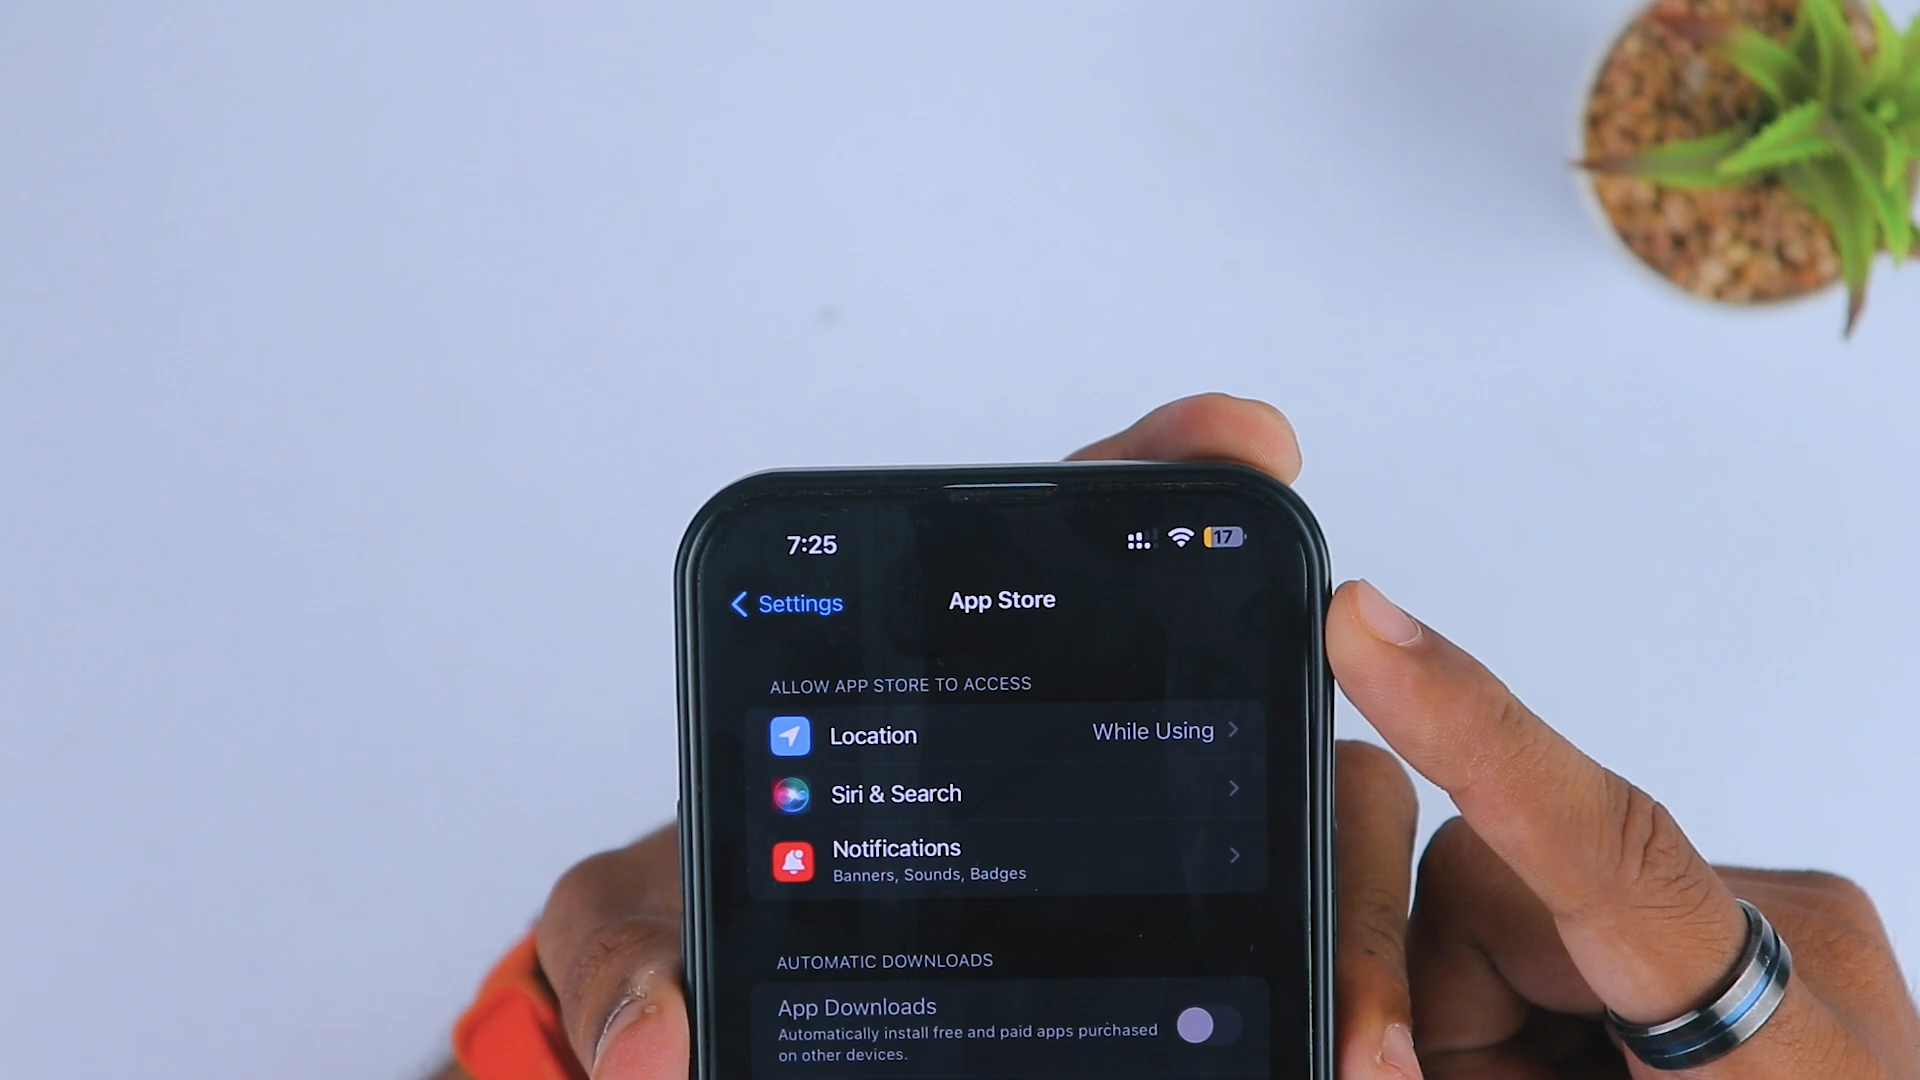 7:25
17
Settings
App Store
ALLOW APP STORE TO ACCESS
Location
While Using
Siri & Search
Notifications
Banners, Sounds, Badges
AUTOMATIC DOWNLOADS
App Downloads
Automatically install free and paid apps purchased
on other devices.